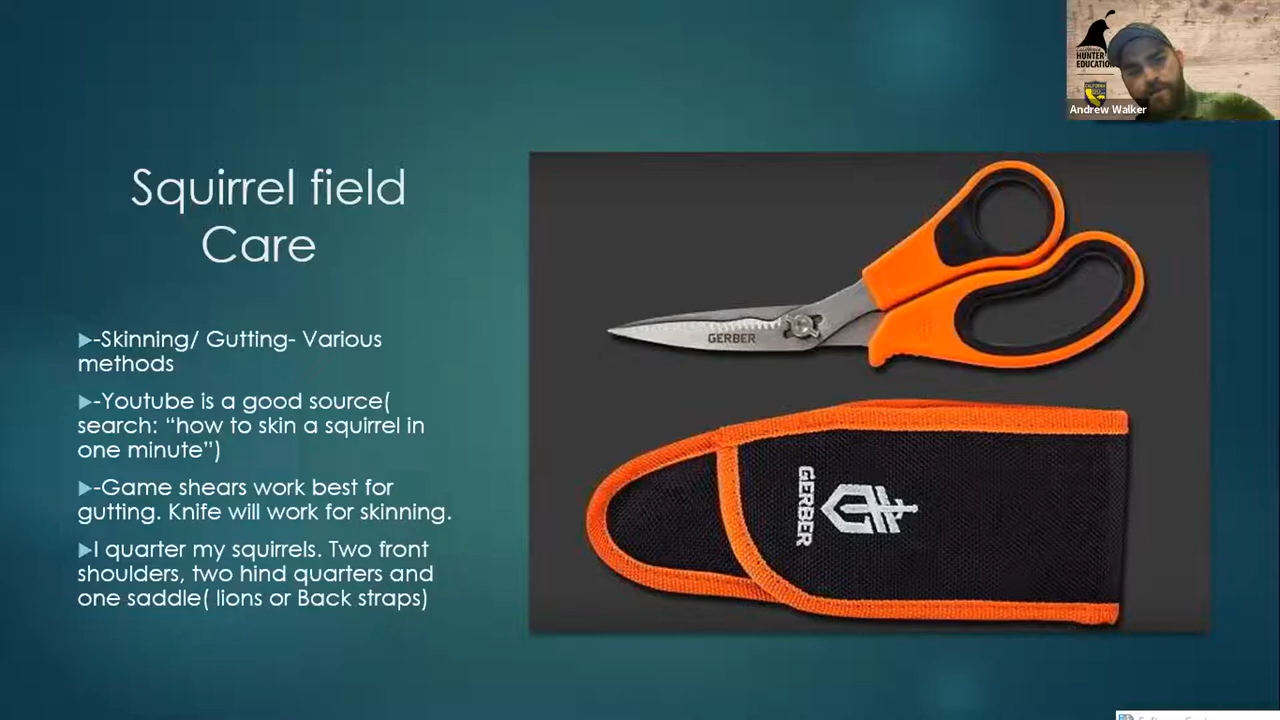 HUNTER
EDUCATION
Andrew Walker
Squirrel field
Care
-Skinning/ Gutting- Various
methods
-Youtube is a good source(
search: “how to skin a squirrel in
one minute”)
-Game shears work best for
gutting. Knife will work for skinning.
I quarter my squirrels. Two front
shoulders, two hind quarters and
one saddle( lions or Back straps)
GERBER
GERBER